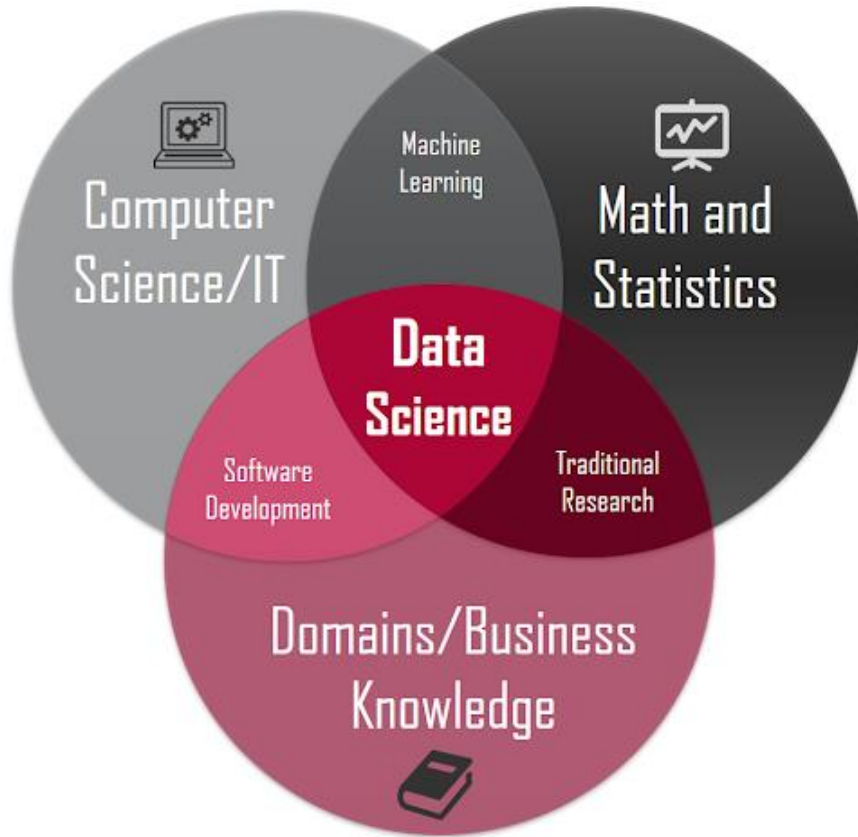 Machine
Learning
Computer
Science/IT
Math and
Statistics
Data
Science
Software
Development
Traditional
Research
Domains/Business
Knowledge